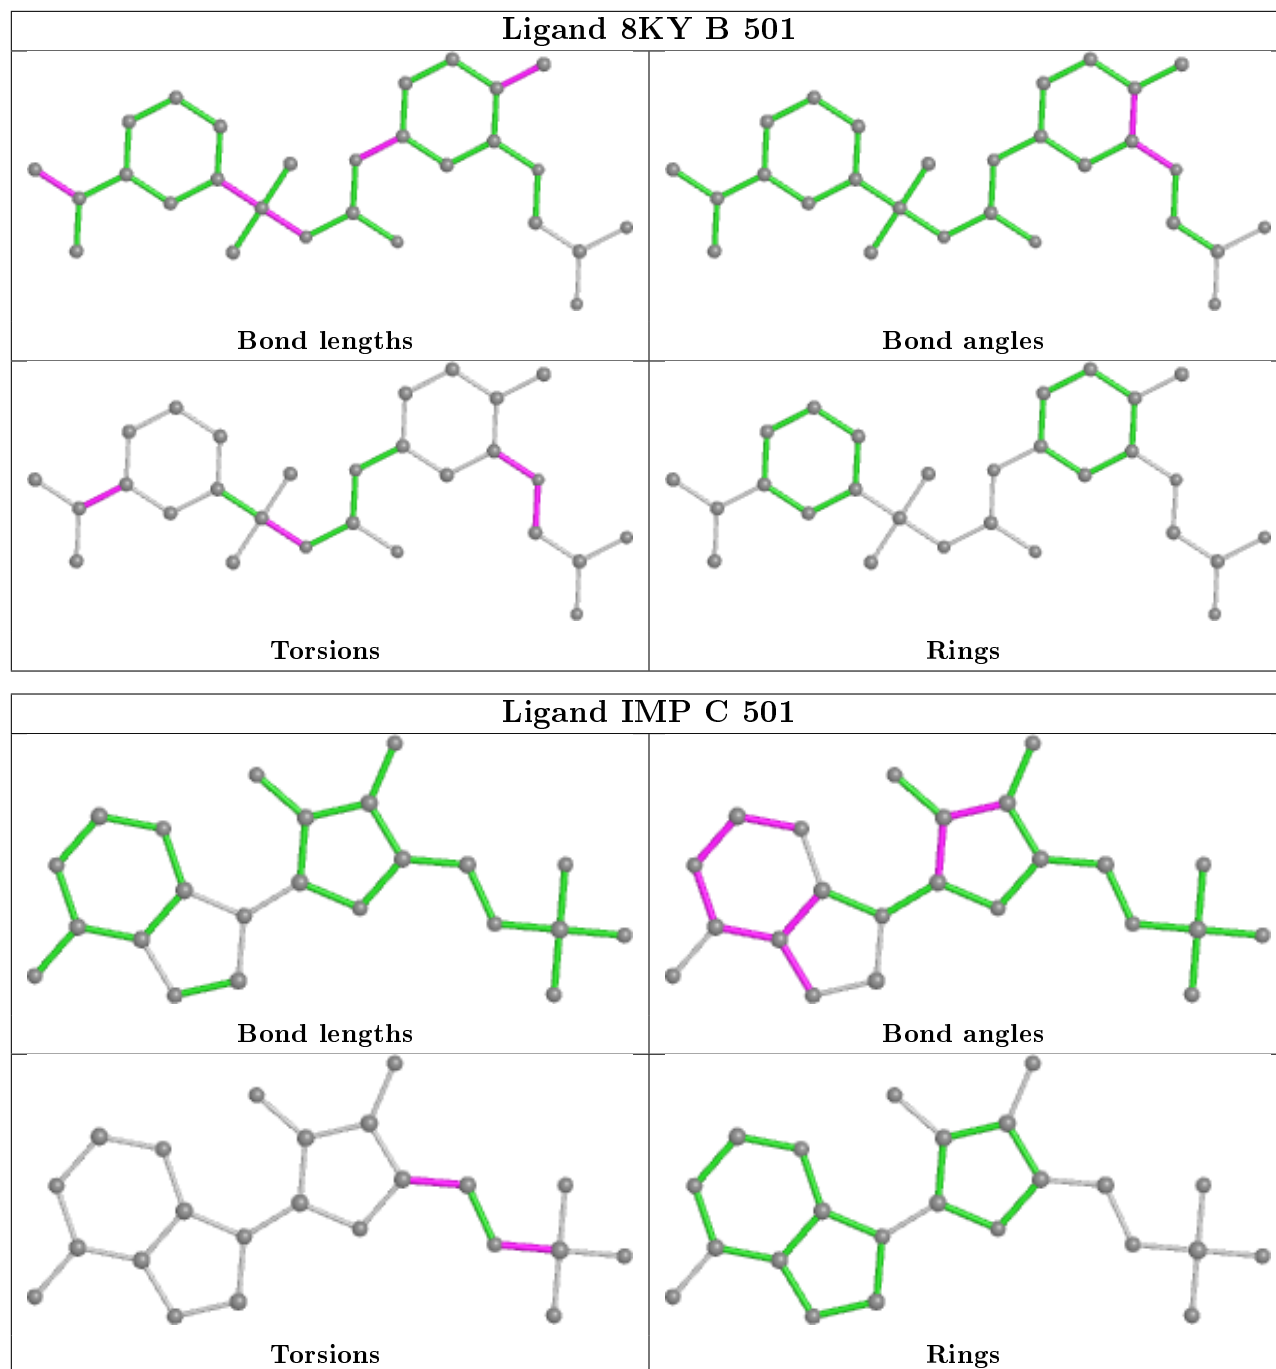 Ligand 8KY B 501
Bond lengths
Bond angles
Torsions
Rings
Ligand IMP C 501
Bond lengths
Bond angles
Torsions
Rings